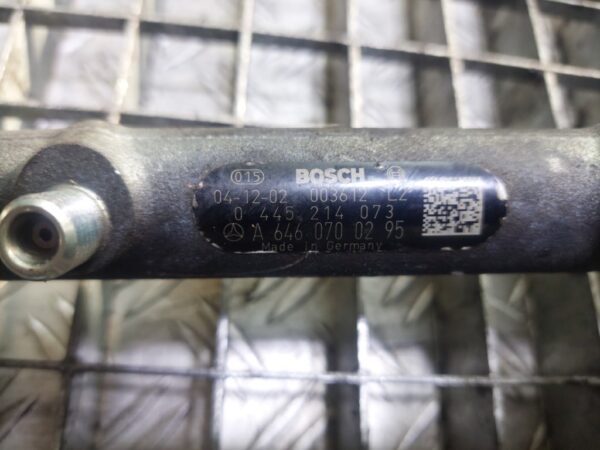 015 BOSCH
04-12-02 003612 L2
0 445 214 073
A 646 070 02 95
Made in Germany